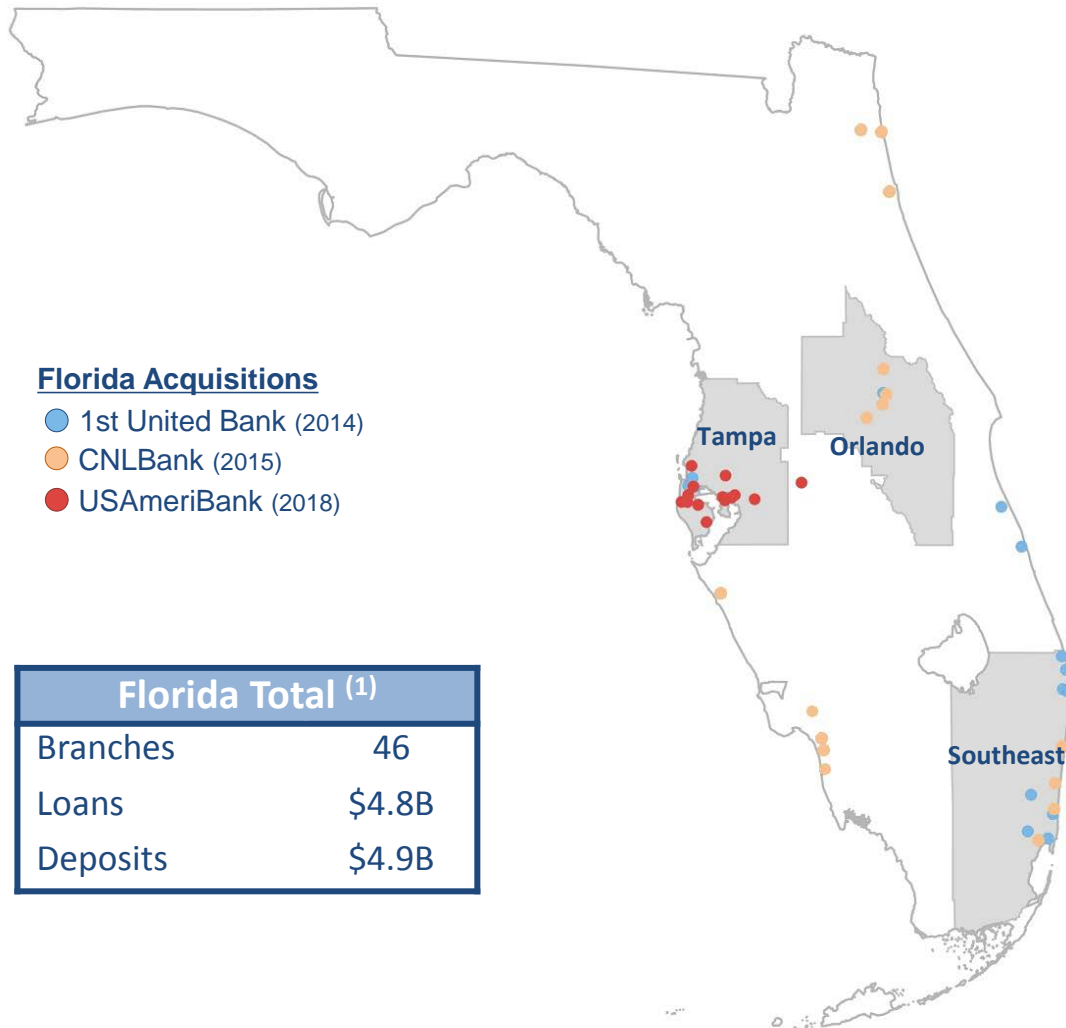 Florida Acquisitions
1st United Bank (2014)
CNLBank (2015)
USAmeriBank (2018)
Tampa
Orlando
Southeast
Florida Total (1)
Branches 46
Loans $4.8B
Deposits $4.9B